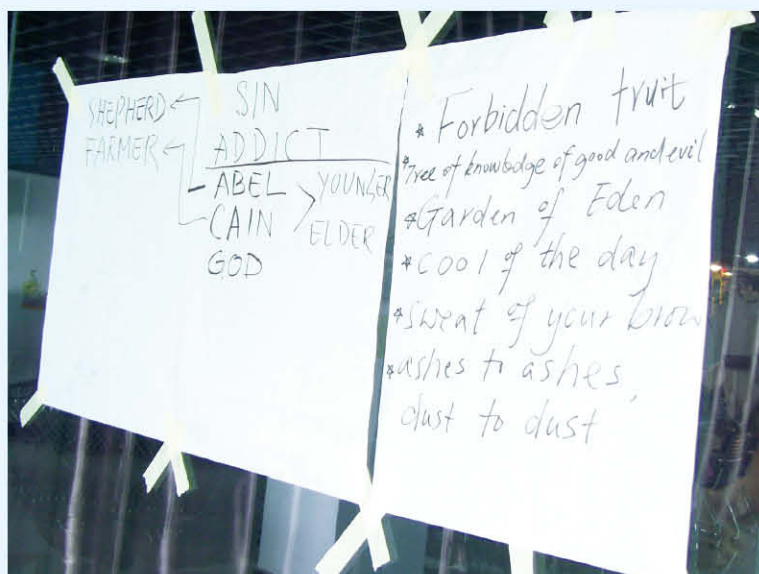 SIN
SHEPHERD
FARMER
ADDICT
ABEL YOUNGER
CAIN ELDER
GOD
* Forbidden fruit
* Tree of knowledge of good and evil
* Garden of Eden
* cool of the day
* sweat of your brow
* ashes to ashes,
dust to dust